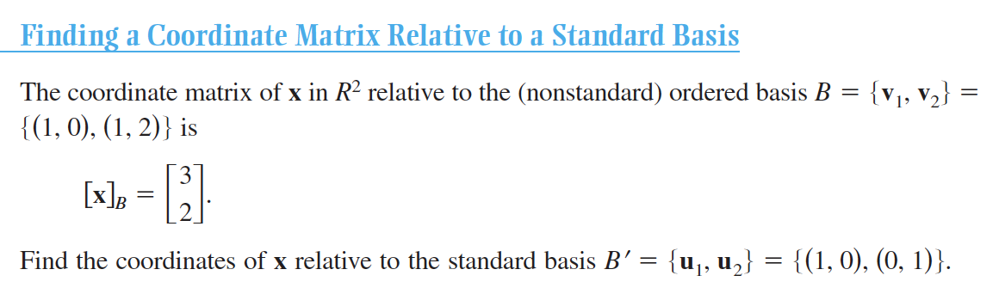 Finding a Coordinate Matrix Relative to a Standard Basis
The coordinate matrix of x in R² relative to the (nonstandard) ordered basis B = {v₁, v₂} =
{(1, 0), (1, 2)} is
[x]_B = [3
2].
Find the coordinates of x relative to the standard basis B′ = {u₁, u₂} = {(1, 0), (0, 1)}.